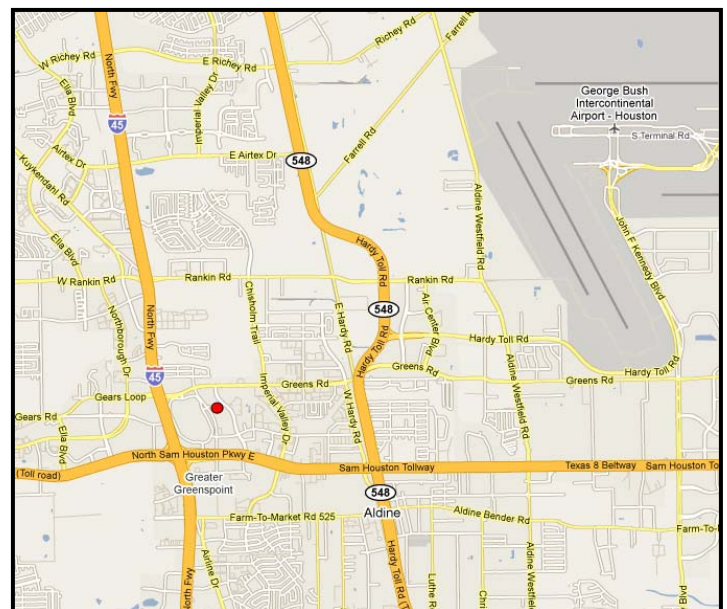 W Richey Rd
E Richey Rd
Richey Rd
Farrell Rd
Ella Blvd
North Fwy
Imperial Valley Dr
George Bush
Intercontinental
Airport - Houston
S Terminal Rd
45
Airtex Dr
E Airtex Dr
548
Farrell Rd
Kuykendahl Rd
Aldine Westfield Rd
John F Kennedy Blvd
Ella Blvd
Hardy Toll Rd
W Rankin Rd
Rankin Rd
Rankin Rd
Northborough Dr
North Fwy
Chisholm Trail
E Hardy Rd
548
Air Center Blvd
Hardy Toll Rd
Hardy Toll Rd
Hardy Toll Rd
45
Gears Loop
Greens Rd
Greens Rd
Greens Rd
Imperial Valley Dr
W Hardy Rd
Aldine Westfield Rd
Gears Rd
Ella Blvd
North Sam Houston Pkwy E
(Toll road)
Sam Houston Tollway
Texas 8 Beltway
Sam Houston To
Greater
Greenspoint
548
Aldine
Farm-To-Market Rd 525
Aldine Bender Rd
Farm-To
North Fwy
Airline Dr
Hardy Toll Rd (T
Luthe Rd
Chri
Aldine Westfield
Blvd